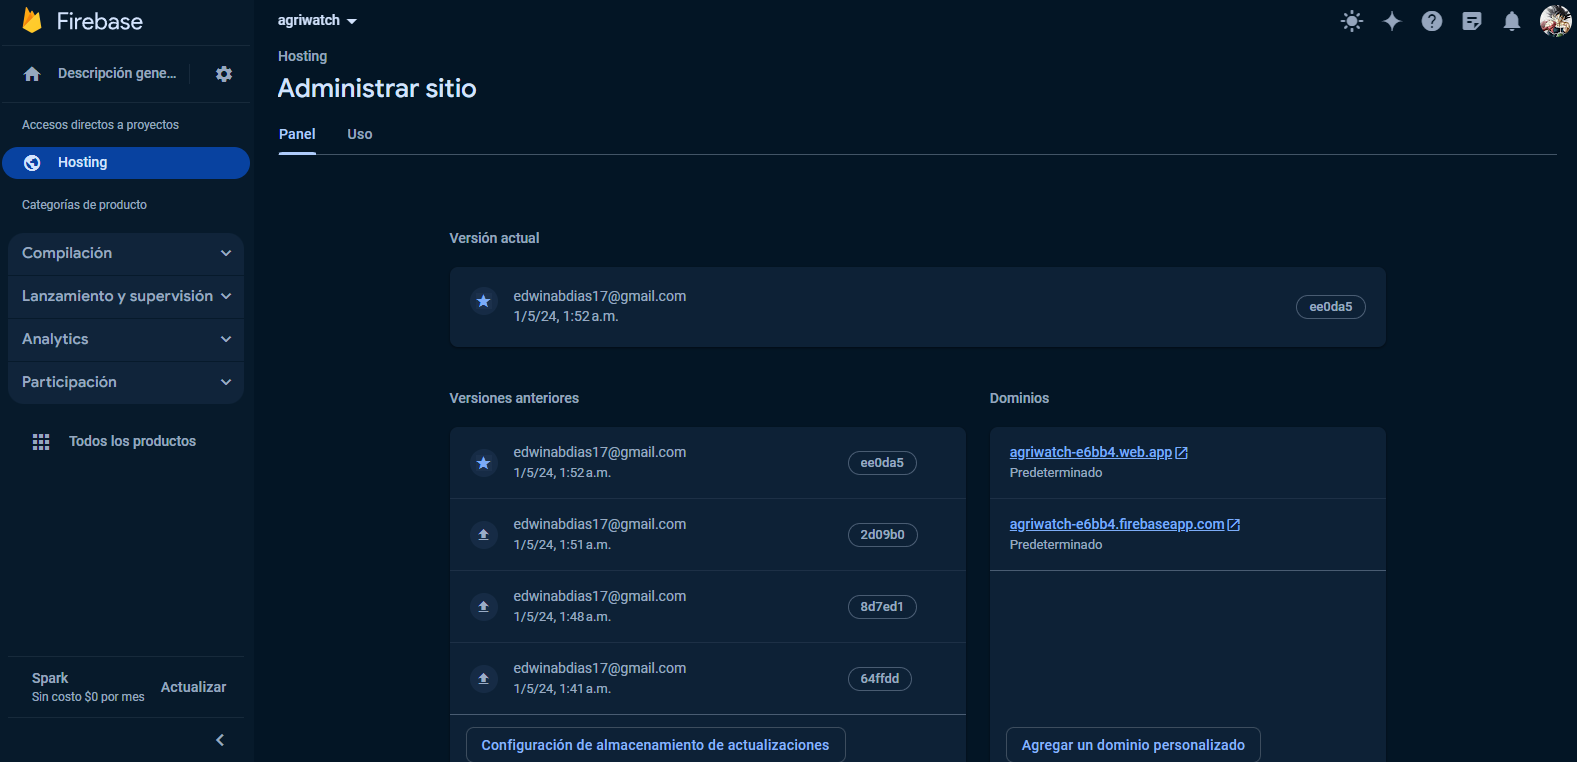 Firebase
agriwatch
Descripción gene...
Accesos directos a proyectos
Hosting
Categorías de producto
Compilación
Lanzamiento y supervisión
Analytics
Participación
Todos los productos
Spark
Sin costo $0 por mes
Actualizar
Hosting
Administrar sitio
Panel
Uso
Versión actual
edwinabdias17@gmail.com
1/5/24, 1:52 a.m.
ee0da5
Versiones anteriores
edwinabdias17@gmail.com
1/5/24, 1:52 a.m.
ee0da5
edwinabdias17@gmail.com
1/5/24, 1:51 a.m.
2d09b0
edwinabdias17@gmail.com
1/5/24, 1:48 a.m.
8d7ed1
edwinabdias17@gmail.com
1/5/24, 1:41 a.m.
64ffdd
Configuración de almacenamiento de actualizaciones
Dominios
agriwatch-e6bb4.web.app
Predeterminado
agriwatch-e6bb4.firebaseapp.com
Predeterminado
Agregar un dominio personalizado